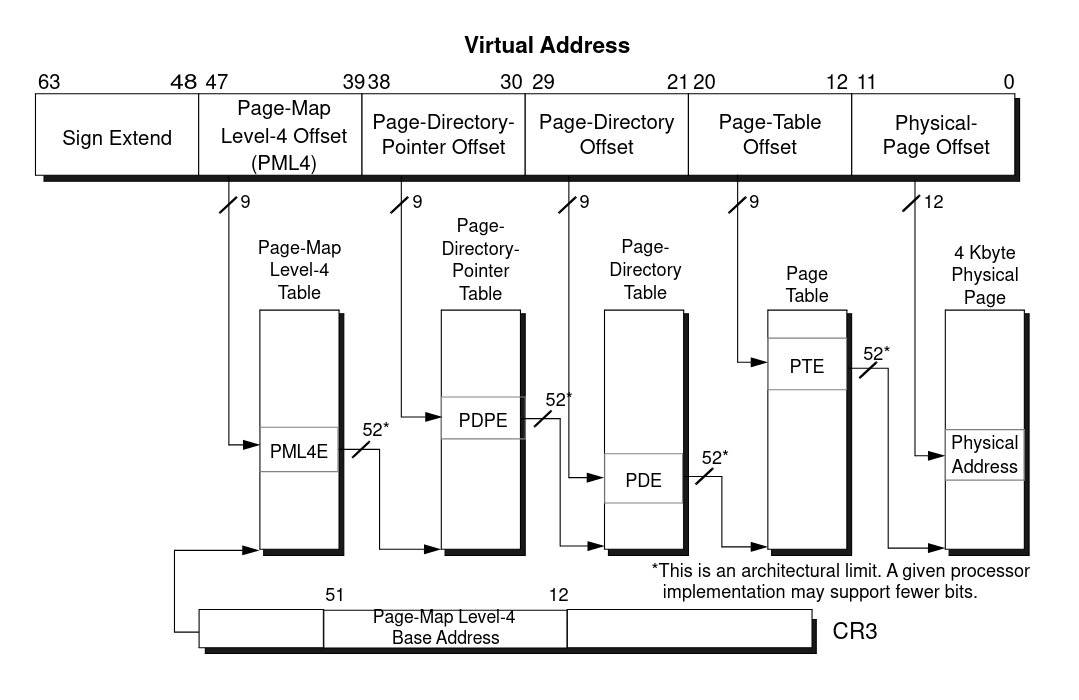 Virtual Address
63 48 47 39 38 30 29 21 20 12 11 0
Sign Extend
Page-Map
Level-4 Offset
(PML4)
Page-Directory-
Pointer Offset
Page-Directory
Offset
Page-Table
Offset
Physical-
Page Offset
9 9 9 9 12
Page-Map
Level-4
Table
Page-
Directory-
Pointer
Table
Page-
Directory
Table
Page
Table
4 Kbyte
Physical
Page
PML4E
52*
PDPE
52*
PDE
52*
PTE
52*
Physical
Address
*This is an architectural limit. A given processor
implementation may support fewer bits.
51 12
Page-Map Level-4
Base Address
CR3